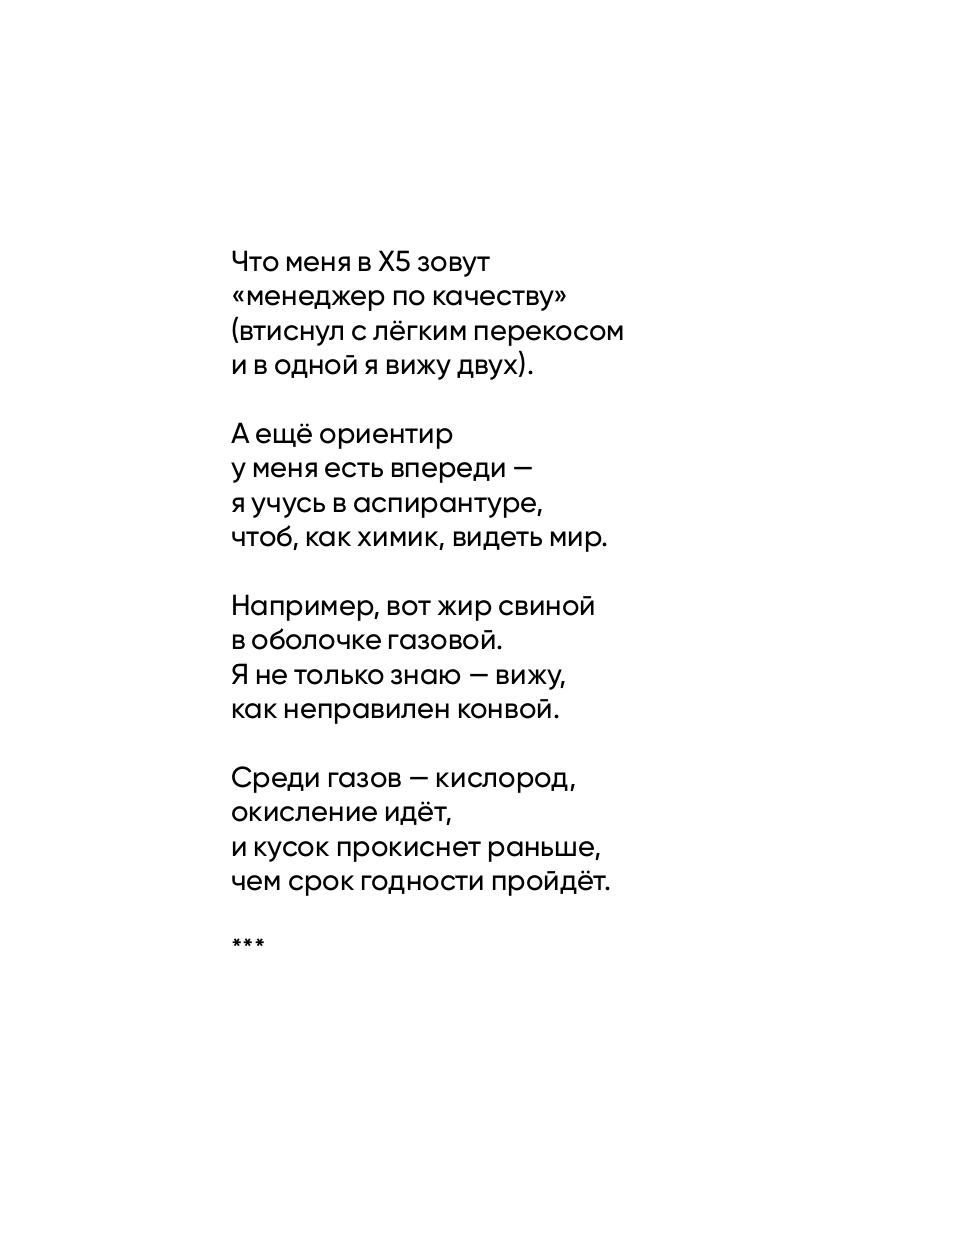 Что меня в X5 зовут
«менеджер по качеству»
(втиснул с лёгким перекосом
и в одной я вижу двух).
А ещё ориентир
у меня есть впереди —
я учусь в аспирантуре,
чтоб, как химик, видеть мир.
Например, вот жир свиной
в оболочке газовой.
Я не только знаю — вижу,
как неправилен конвой.
Среди газов — кислород,
окисление идёт,
и кусок прокиснет раньше,
чем срок годности пройдёт.
***